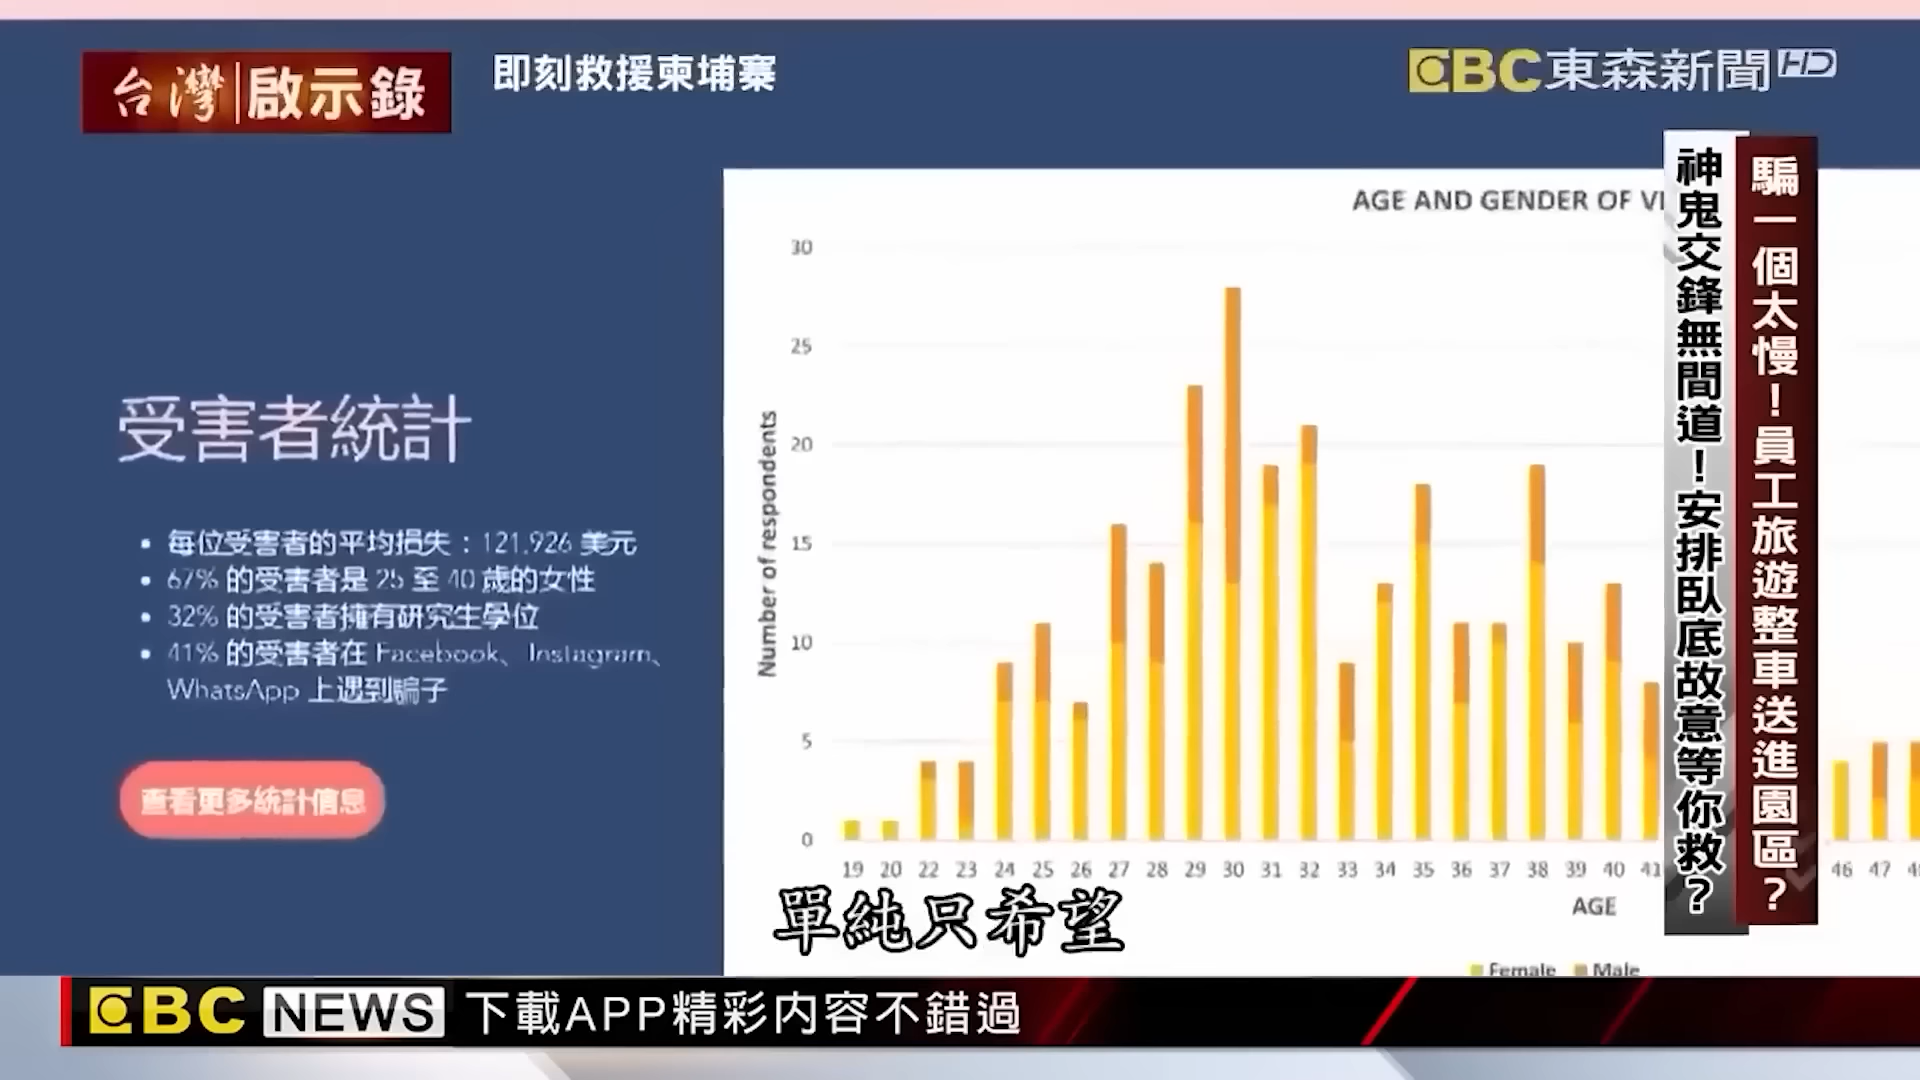 台灣啟示錄
即刻救援柬埔寨
EBC東森新聞HD
騙一個太慢！員工旅遊整車送進園區？
神鬼交鋒無間道！安排臥底故意等你救？
受害者統計
• 每位受害者的平均損失：121,926 美元
• 67% 的受害者是 25 至 40 歲的女性
• 32% 的受害者擁有研究生學位
• 41% 的受害者在 Facebook、Instagram、
WhatsApp 上遇到騙子
查看更多統計信息
AGE AND GENDER OF
Number of respondents
30
25
20
15
10
5
0
19 20 22 23 24 25 26 27 28 29 30 31 32 33 34 35 36 37 38 39 40 41 46 47
AGE
Female Male
單純只希望
EBC NEWS 下載APP精彩內容不錯過